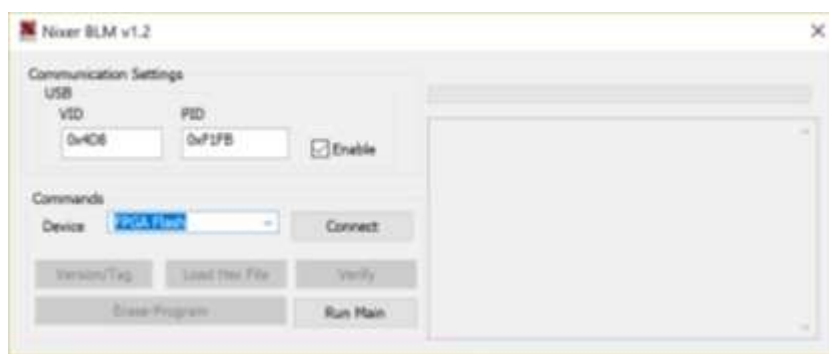 Nixer BLM v1.2
Communication Settings
USB
VID PID
0x4D8 0xF1FB Enable
Commands
Device FPGA Flash Connect
Version/Tag Load Hex File Verify
Erase-Program Run Main